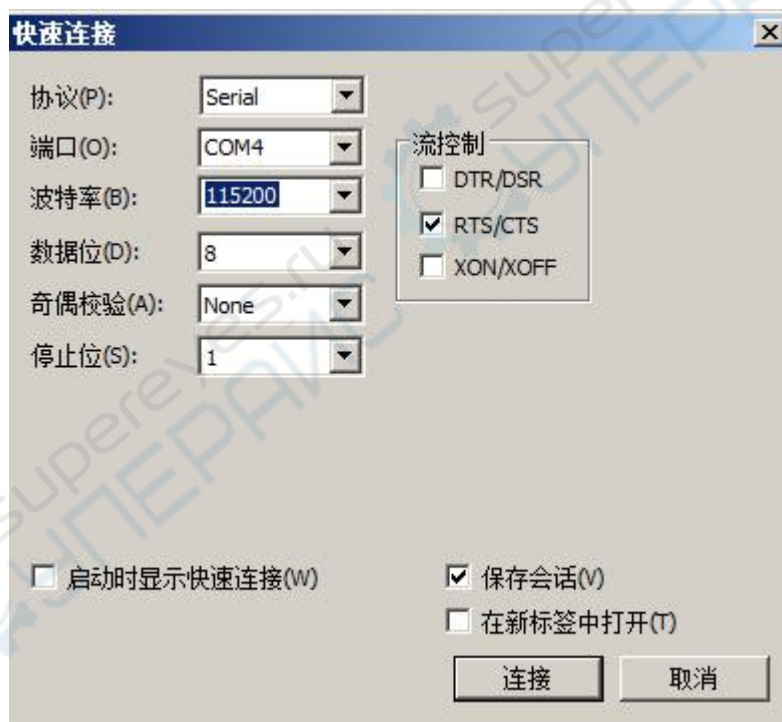 快速连接
协议(P): Serial
端口(O): COM4
流控制
波特率(B): 115200
DTR/DSR
RTS/CTS
数据位(D): 8
XON/XOFF
奇偶校验(A): None
停止位(S): 1
启动时显示快速连接(W)
保存会话(V)
在新标签中打开(T)
连接
取消
supereyes.ru
СУПЕРАЙС